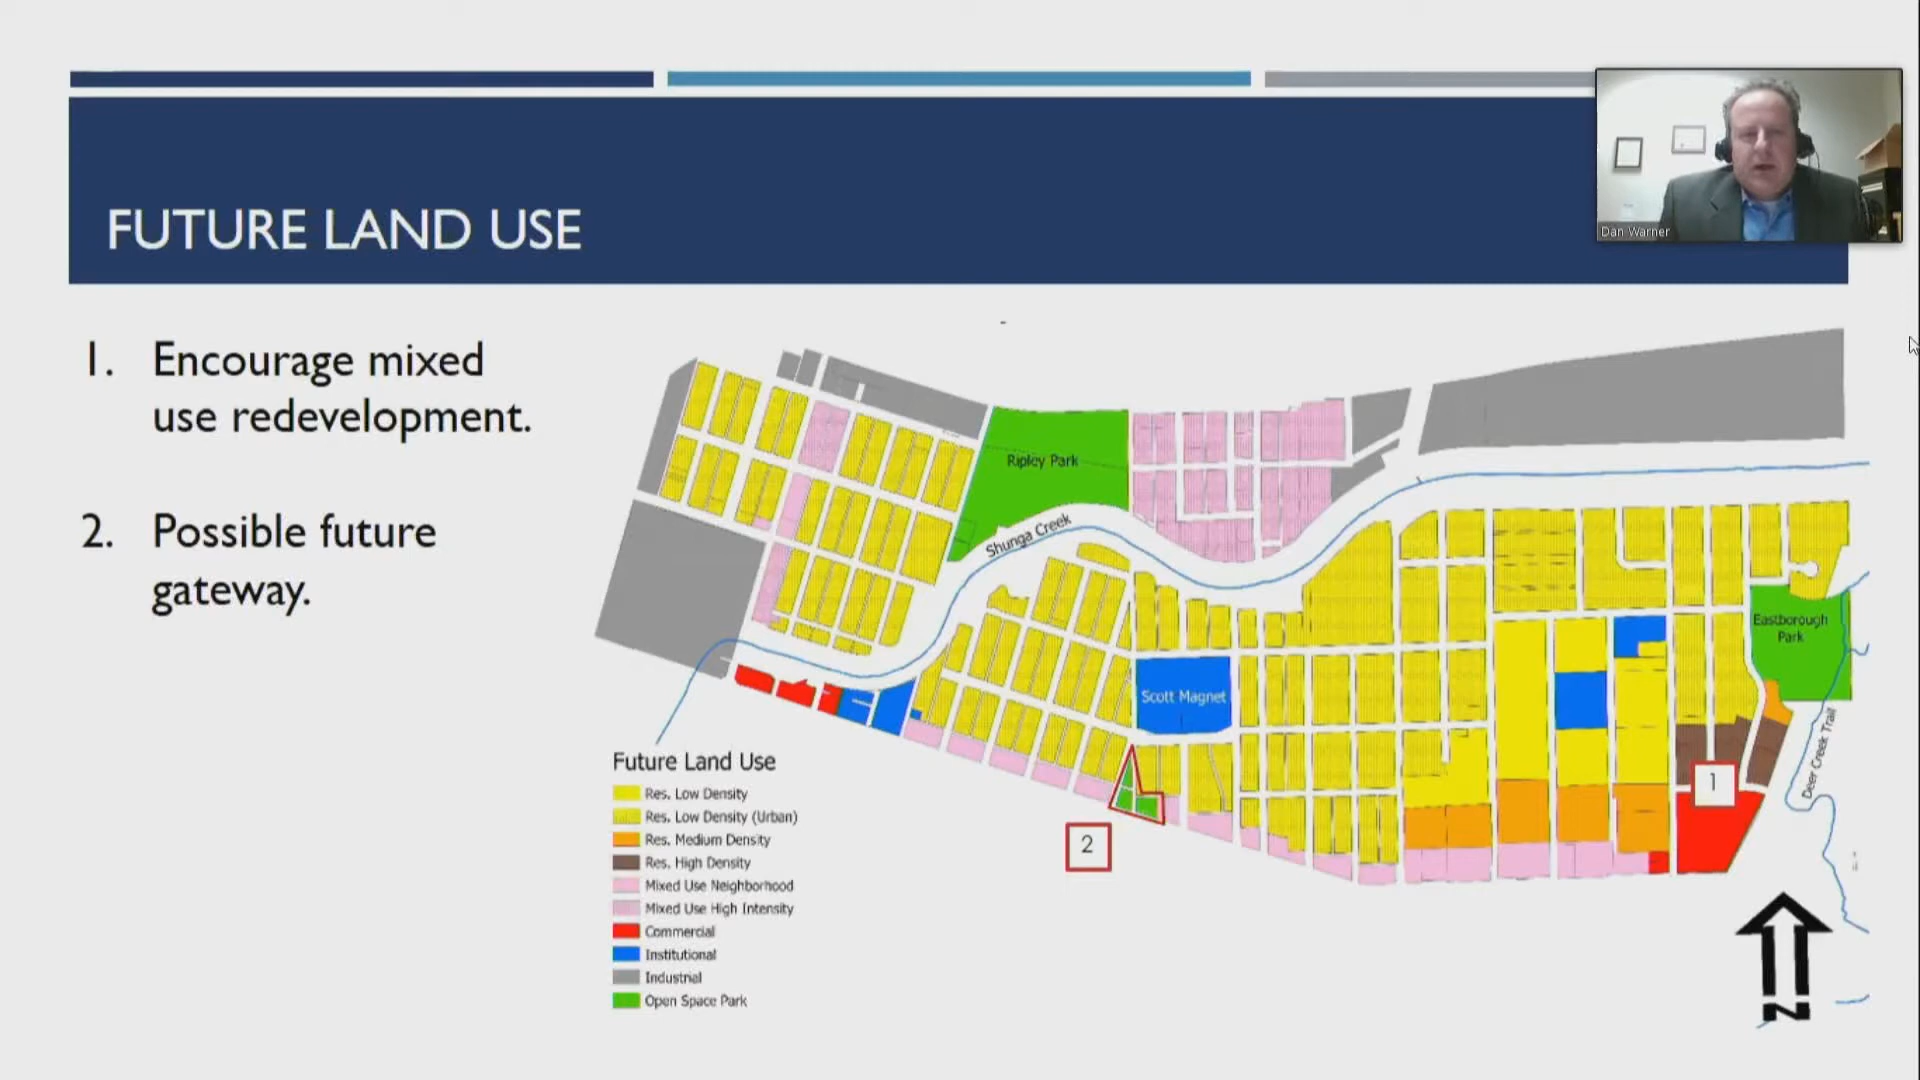 Dan Warner
FUTURE LAND USE
1. Encourage mixed
use redevelopment.
2. Possible future
gateway.
Ripley Park
Shunga Creek
Eastborough
Park
Scott Magnet
Deer Creek Trail
1
2
Future Land Use
Res. Low Density
Res. Low Density (Urban)
Res. Medium Density
Res. High Density
Mixed Use Neighborhood
Mixed Use High Intensity
Commercial
Institutional
Industrial
Open Space Park
N